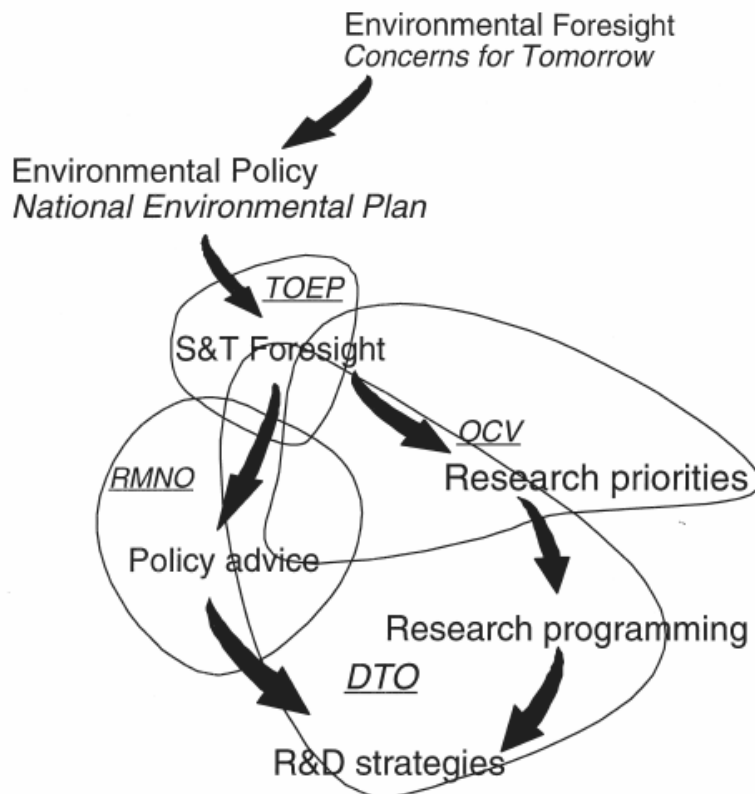 Environmental Foresight
Concerns for Tomorrow
Environmental Policy
National Environmental Plan
TOEP
S&T Foresight
OCV
RMNO
Research priorities
Policy advice
Research programming
DTO
R&D strategies